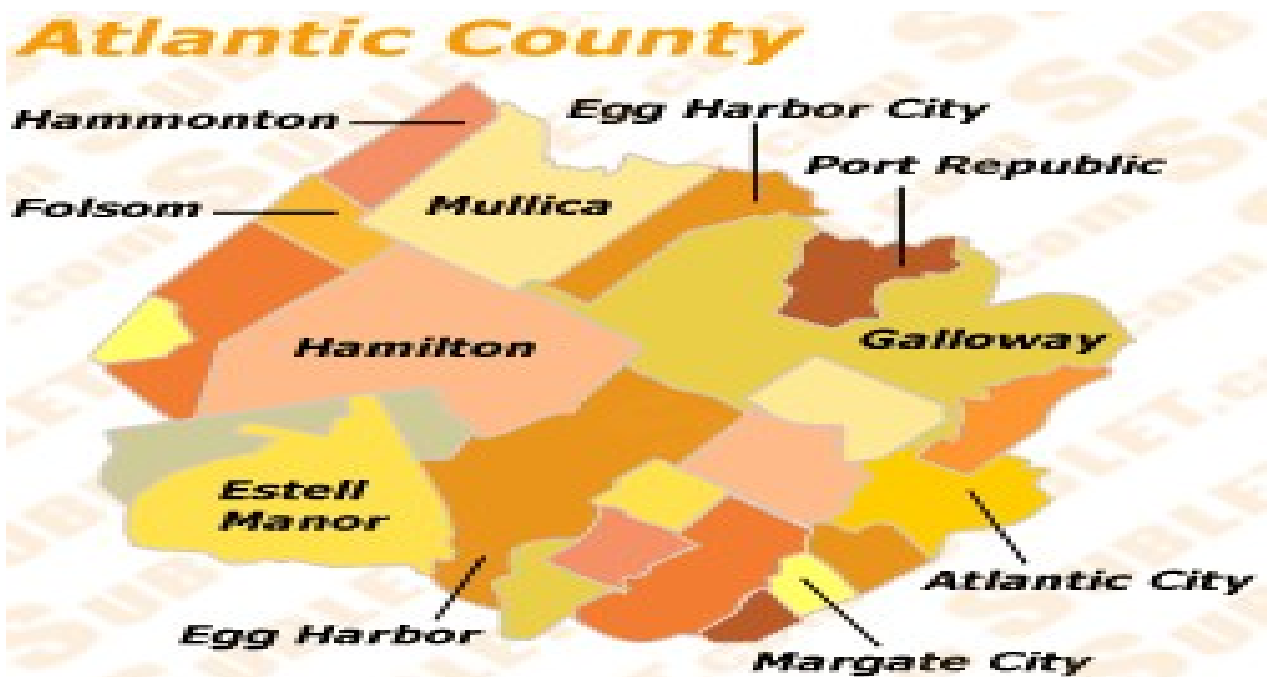 Atlantic County
Hammonton
Egg Harbor City
Port Republic
Folsom
Mullica
Hamilton
Galloway
Estell
Manor
Atlantic City
Egg Harbor
Margate City